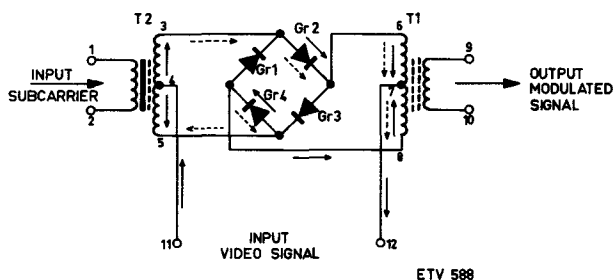 T2
T1
3
6
1
9
Gr2
INPUT
SUBCARRIER
4
Gr1
7
OUTPUT
MODULATED
SIGNAL
Gr4
Gr3
2
10
5
8
11
INPUT
VIDEO SIGNAL
12
ETV 588